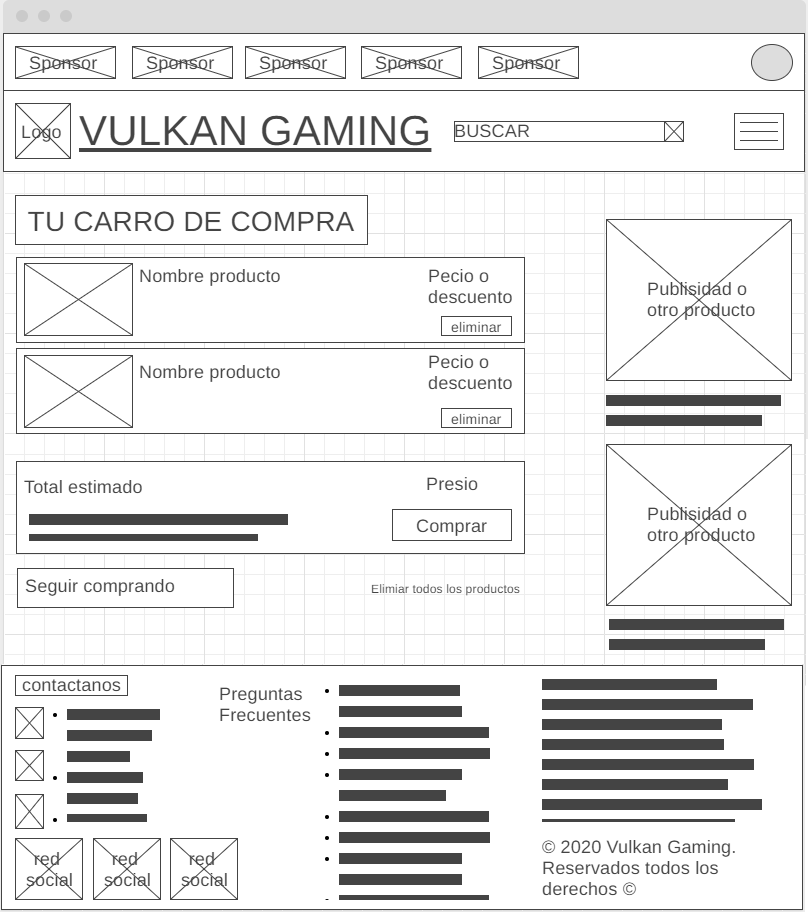 Sponsor Sponsor Sponsor Sponsor Sponsor
Logo
VULKAN GAMING
BUSCAR
TU CARRO DE COMPRA
Nombre producto
Pecio o
descuento
eliminar
Nombre producto
Pecio o
descuento
eliminar
Total estimado
Presio
Comprar
Seguir comprando
Elimiar todos los productos
Publisidad o
otro producto
Publisidad o
otro producto
contactanos
red
social
red
social
red
social
Preguntas
Frecuentes
© 2020 Vulkan Gaming.
Reservados todos los
derechos ©